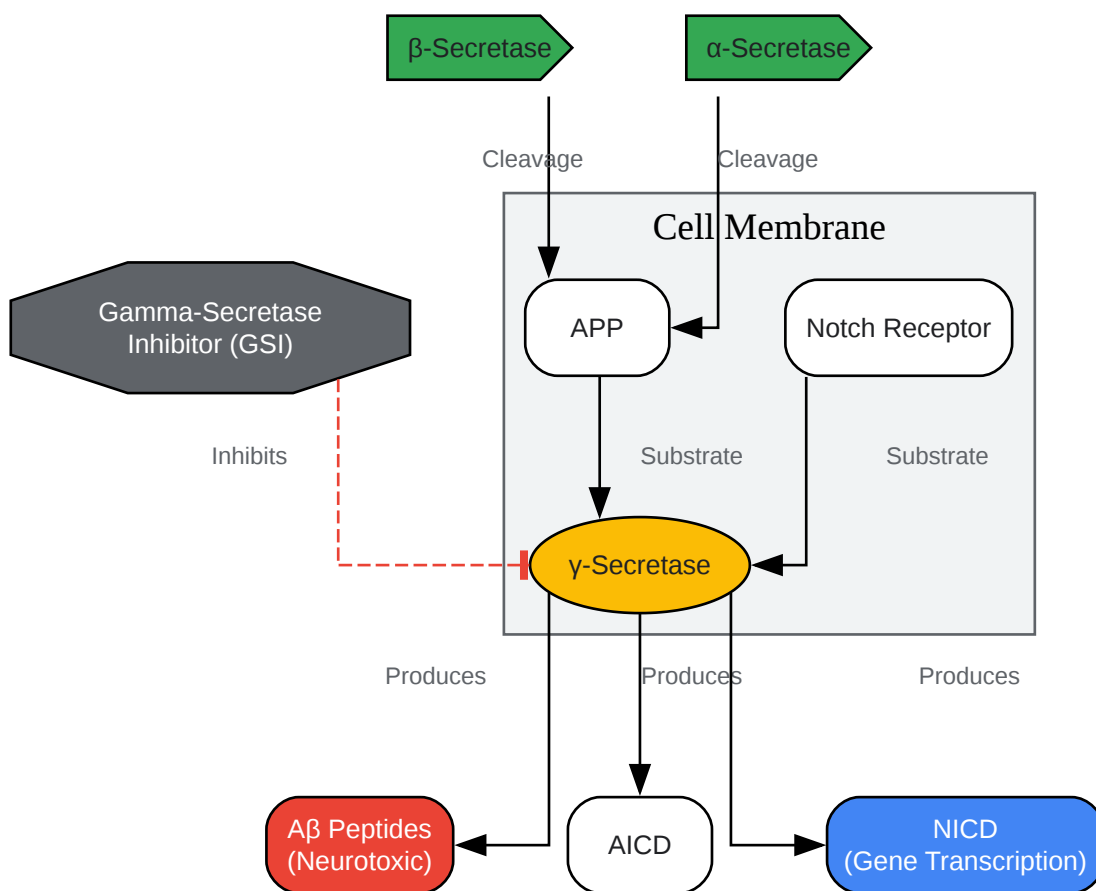 β-Secretase
α-Secretase
Cleavage
Cleavage
Cell Membrane
Gamma-Secretase
Inhibitor (GSI)
APP
Notch Receptor
Inhibits
Substrate
Substrate
γ-Secretase
Produces
Produces
Produces
Aβ Peptides
(Neurotoxic)
AICD
NICD
(Gene Transcription)